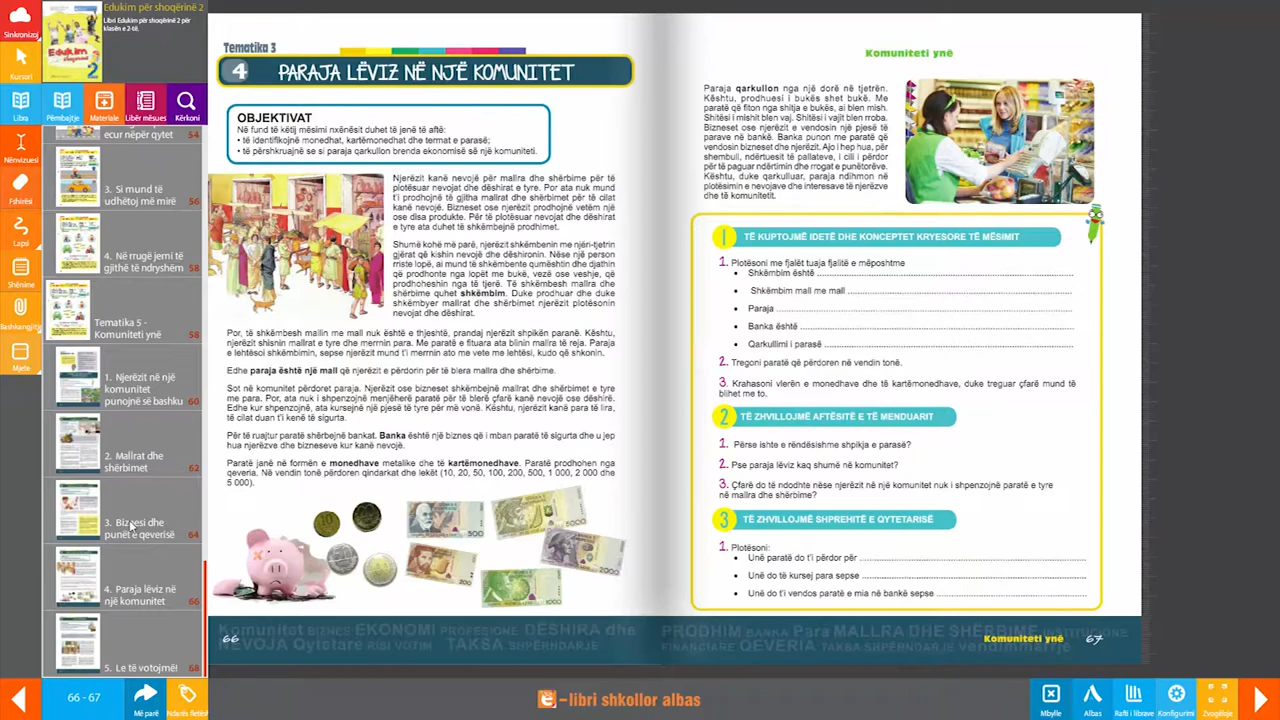 Sinkronizoj
Kursori
Libra
Nënvizuesi
Fshirësi
Lapsi
Shënime
Bashkangjitje
Mjete
Edukim për shoqërinë 2
Libri Edukim për shoqërinë 2 për
klasën e 2-të.
Edukim
2
Përmbajtje
Materiale
Libër mësues
Kërkoni
ecur nëpër qytet 54
3. Si mund të
udhëtoj më mirë 56
4. Në rrugë jemi të
gjithë të ndryshëm 58
Tematika 5 -
Komuniteti ynë 58
1. Njerëzit në një
komunitet
punojnë së bashku 60
2. Mallrat dhe
shërbimet 62
3. Biznesi dhe
punët e qeverisë 64
4. Paraja lëviz në
një komunitet 66
5. Le të votojmë! 68
Tematika 3
4 PARAJA LËVIZ NË NJË KOMUNITET
OBJEKTIVAT
Në fund të këtij mësimi nxënësit duhet të jenë të aftë:
• të identifikojnë monedhat, kartëmonedhat dhe termat e parasë;
• të përshkruajnë se si paraja qarkullon brenda ekonomisë së një komuniteti.
Njerëzit kanë nevojë për mallra dhe shërbime për të
plotësuar nevojat dhe dëshirat e tyre. Por ata nuk mund
t'i prodhojnë të gjitha mallrat dhe shërbimet për të cilat
kanë nevojë. Bizneset ose njerëzit prodhojnë vetëm një
ose disa produkte. Për të plotësuar nevojat dhe dëshirat
e tyre ata duhet të shkëmbejnë prodhimet.
Shumë kohë më parë, njerëzit shkëmbenin me njëri-tjetrin
gjërat që kishin nevojë dhe dëshironin. Nëse një person
rriste lopë, ai mund të shkëmbente qumështin dhe djathin
që prodhonte nga lopët me bukë, vezë ose veshje, që
prodhoheshin nga të tjerë. Të shkëmbesh mallra dhe
shërbime quhet shkëmbim. Duke prodhuar dhe duke
shkëmbyer mallrat dhe shërbimet njerëzit plotësonin
nevojat dhe dëshirat.
Por, të shkëmbesh mallin me mall nuk është e thjeshtë, prandaj njerëzit shpikën paranë. Kështu,
njerëzit shisnin mallrat e tyre dhe merrnin para. Me paratë e fituara ata blinin mallra të reja. Paraja
e lehtësoi shkëmbimin, sepse njerëzit mund t'i merrnin ato me vete me lehtësi, kudo që shkonin.
Edhe paraja është një mall që njerëzit e përdorin për të blera mallra dhe shërbime.
Sot në komunitet përdoret paraja. Njerëzit ose bizneset shkëmbejnë mallrat dhe shërbimet e tyre
me para. Por, ata nuk i shpenzojnë menjëherë paratë për të blerë çfarë kanë nevojë ose dëshirë.
Edhe kur shpenzojnë, ata kursejnë një pjesë të tyre për më vonë. Kështu, njerëzit kanë para të lira,
të cilat duan t'i kenë të sigurta.
Për të ruajtur paratë shërbejnë bankat. Banka është një biznes që i mban paratë të sigurta dhe u jep
hua njerëzve dhe bizneseve kur kanë nevojë.
Paratë janë në formën e monedhave metalike dhe të kartëmonedhave. Paratë prodhohen nga
qeveria. Në vendin tonë përdoren qindarkat dhe lekët (10, 20, 50, 100, 200, 500, 1 000, 2 000 dhe
5 000).
10
500
5000
200
2000
1000
66
Komuniteti ynë
Paraja qarkullon nga një dorë në tjetrën.
Kështu, prodhuesi i bukës shet bukë. Me
paratë që fiton nga shitja e bukës, ai blen mish.
Shitësi i mishit blen vaj. Shitësi i vajit blen rroba.
Bizneset ose njerëzit e vendosin një pjesë të
parave në bankë. Banka punon me paratë që
vendosin bizneset dhe njerëzit. Ajo i hep hua, për
shembull, ndërtuesit të pallateve, i cili i përdor
për të paguar ndërtimin dhe rrogat e punëtorëve.
Kështu, duke qarkulluar, paraja ndihmon në
plotësimin e nevojave dhe interesave të njerëzve
dhe të komunitetit.
1 TË KUPTOJMË IDETË DHE KONCEPTET KRYESORE TË MËSIMIT
1. Plotësoni me fjalët tuaja fjalitë e mëposhtme
• Shkëmbim është
• Shkëmbim mall me mall
• Paraja
• Banka është
• Qarkullimi i parasë
2. Tregoni paratë që përdoren në vendin tonë.
3. Krahasoni vlerën e monedhave dhe të kartëmonedhave, duke treguar çfarë mund të
blihet me to.
2 TË ZHVILLOJMË AFTËSITË E TË MENDUARIT
1. Përse ishte e rëndësishme shpikja e parasë?
2. Pse paraja lëviz kaq shumë në komunitet?
3. Çfarë do të ndodhte nëse njerëzit në një komunitet nuk i shpenzojnë paratë e tyre
në mallra dhe shërbime?
3 TË ZHVILLOJMË SHPREHITË E QYTETARISË
1. Plotësoni:
• Unë paratë do t'i përdor për
• Unë do të kursej para sepse
• Unë do t'i vendos paratë e mia në bankë sepse
Komuniteti ynë 67
66 - 67
Më parë
Ndarës fletësh
e-libri shkollor albas
Mbylle
Albas
Rafti i librave
Konfigurimi
Zvogëloje